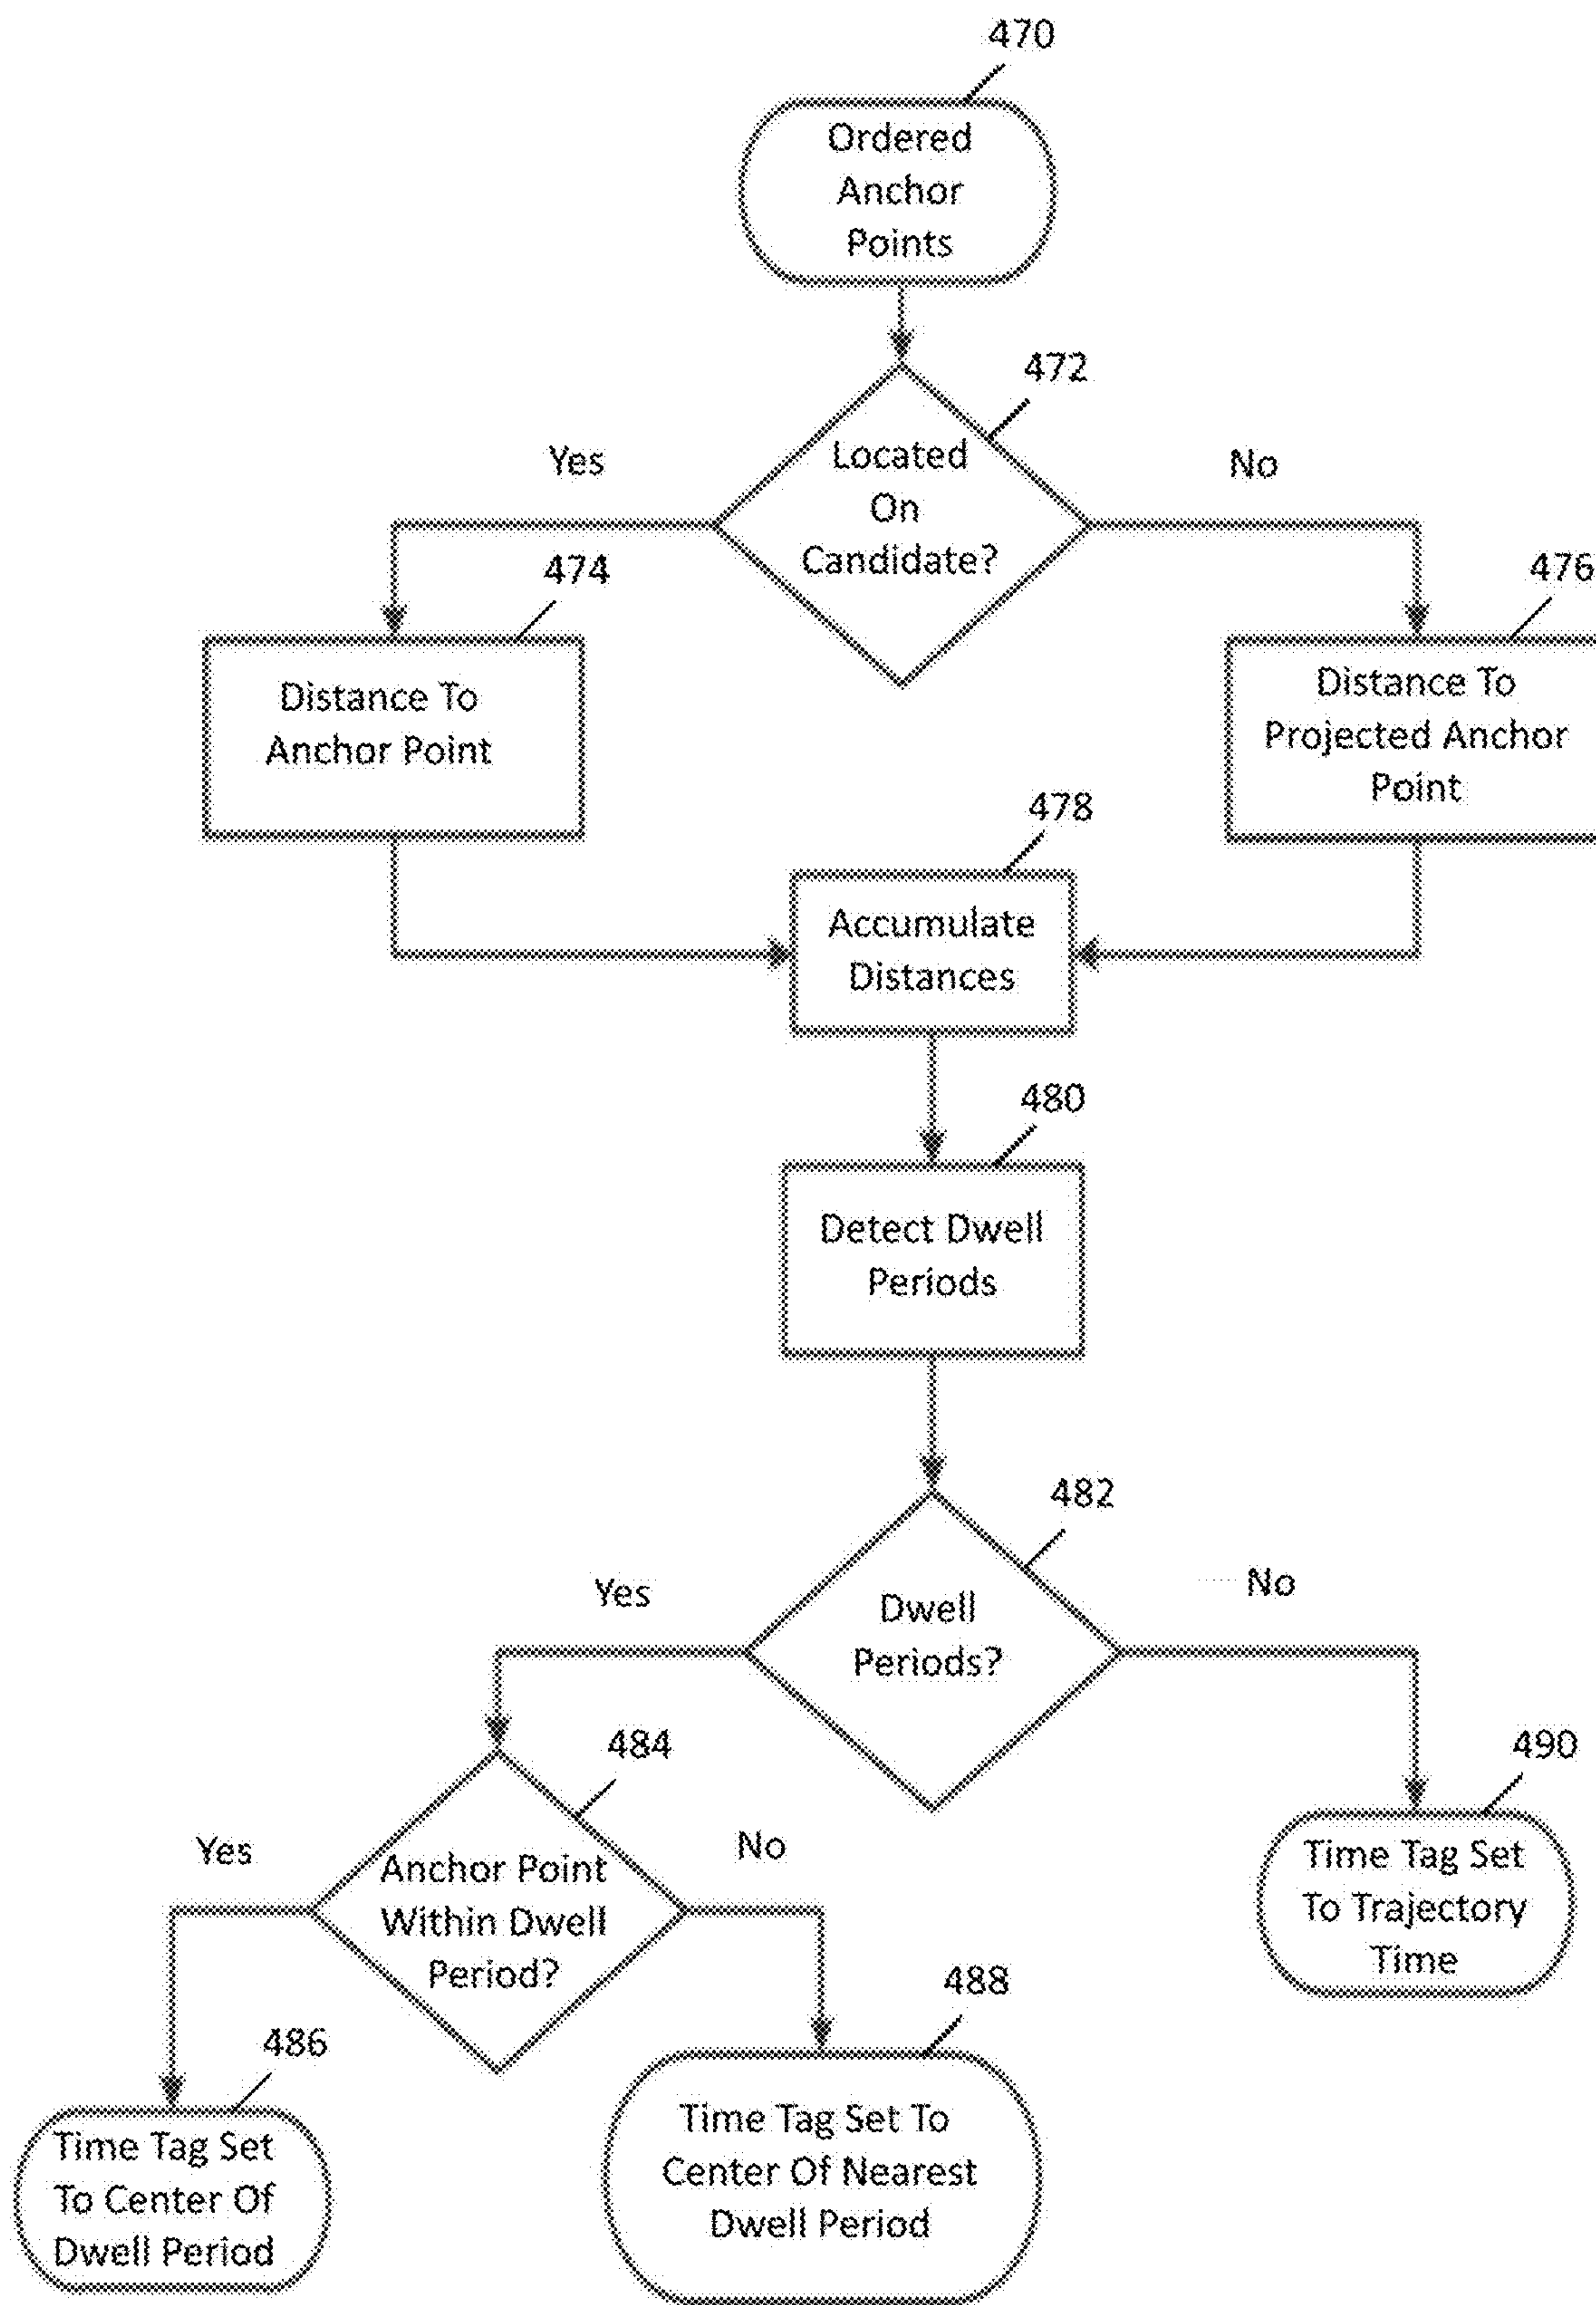 470
Ordered
Anchor
Points
472
Located
On
Candidate?
Yes
No
474
Distance To
Anchor Point
476
Distance To
Projected Anchor
Point
478
Accumulate
Distances
480
Detect Dwell
Periods
482
Dwell
Periods?
Yes
No
484
Anchor Point
Within Dwell
Period?
Yes
No
490
Time Tag Set
To Trajectory
Time
486
Time Tag Set
To Center Of
Dwell Period
488
Time Tag Set To
Center Of Nearest
Dwell Period